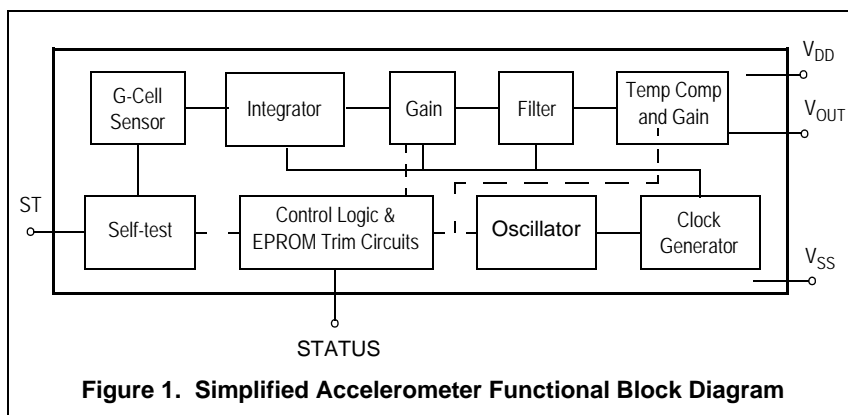 V_DD
G-Cell
Sensor
Integrator
Gain
Filter
Temp Comp
and Gain
V_OUT
ST
Self-test
Control Logic &
EPROM Trim Circuits
Oscillator
Clock
Generator
V_SS
STATUS
Figure 1. Simplified Accelerometer Functional Block Diagram